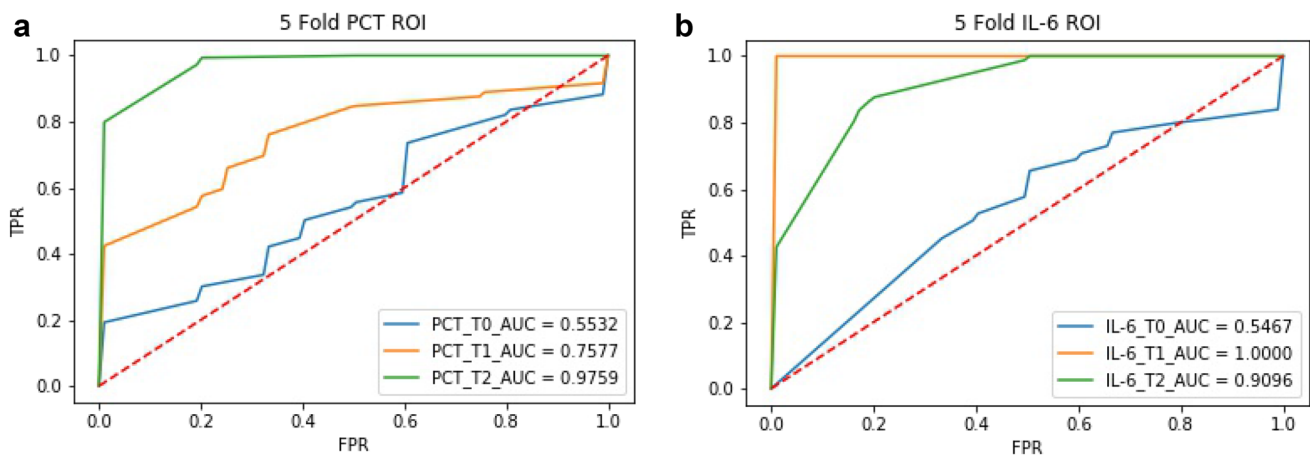 a
5 Fold PCT ROI
1.0
0.8
0.6
0.4
0.2
0.0
TPR
PCT_T0_AUC = 0.5532
PCT_T1_AUC = 0.7577
PCT_T2_AUC = 0.9759
0.0 0.2 0.4 0.6 0.8 1.0
FPR
b
5 Fold IL-6 ROI
1.0
0.8
0.6
0.4
0.2
0.0
TPR
IL-6_T0_AUC = 0.5467
IL-6_T1_AUC = 1.0000
IL-6_T2_AUC = 0.9096
0.0 0.2 0.4 0.6 0.8 1.0
FPR